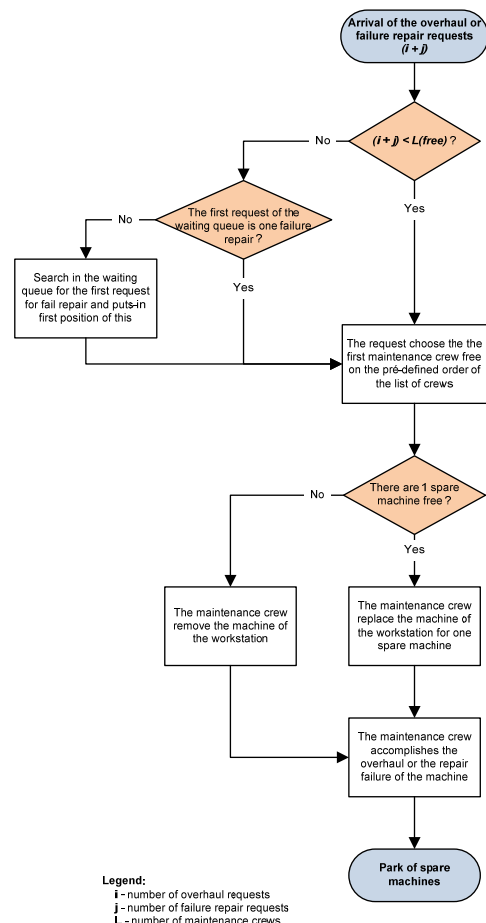 Arrival of the overhaul or
failure repair requests
(i + j)
(i + j) < L(free) ?
No
Yes
The first request of the
waiting queue is one failure
repair ?
No
Yes
Search in the waiting
queue for the first request
for fail repair and puts-in
first position of this
The request choose the the
first maintenance crew free
on the pré-defined order of
the list of crews
There are 1 spare
machine free ?
No
Yes
The maintenance crew
remove the machine of
the workstation
The maintenance crew
replace the machine of
the workstation for one
spare machine
The maintenance crew
accomplishes the
overhaul or the repair
failure of the machine
Park of spare
machines
Legend:
i - number of overhaul requests
j - number of failure repair requests
L - number of maintenance crews